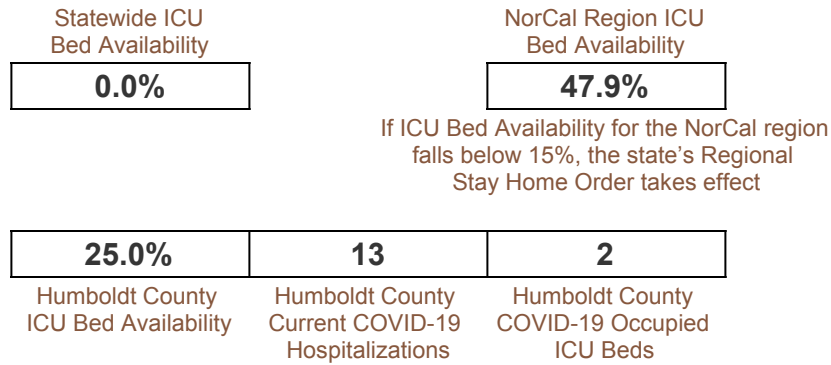 Statewide ICU
Bed Availability
0.0%
NorCal Region ICU
Bed Availability
47.9%
If ICU Bed Availability for the NorCal region
falls below 15%, the state’s Regional
Stay Home Order takes effect
25.0%
13
2
Humboldt County
ICU Bed Availability
Humboldt County
Current COVID-19
Hospitalizations
Humboldt County
COVID-19 Occupied
ICU Beds